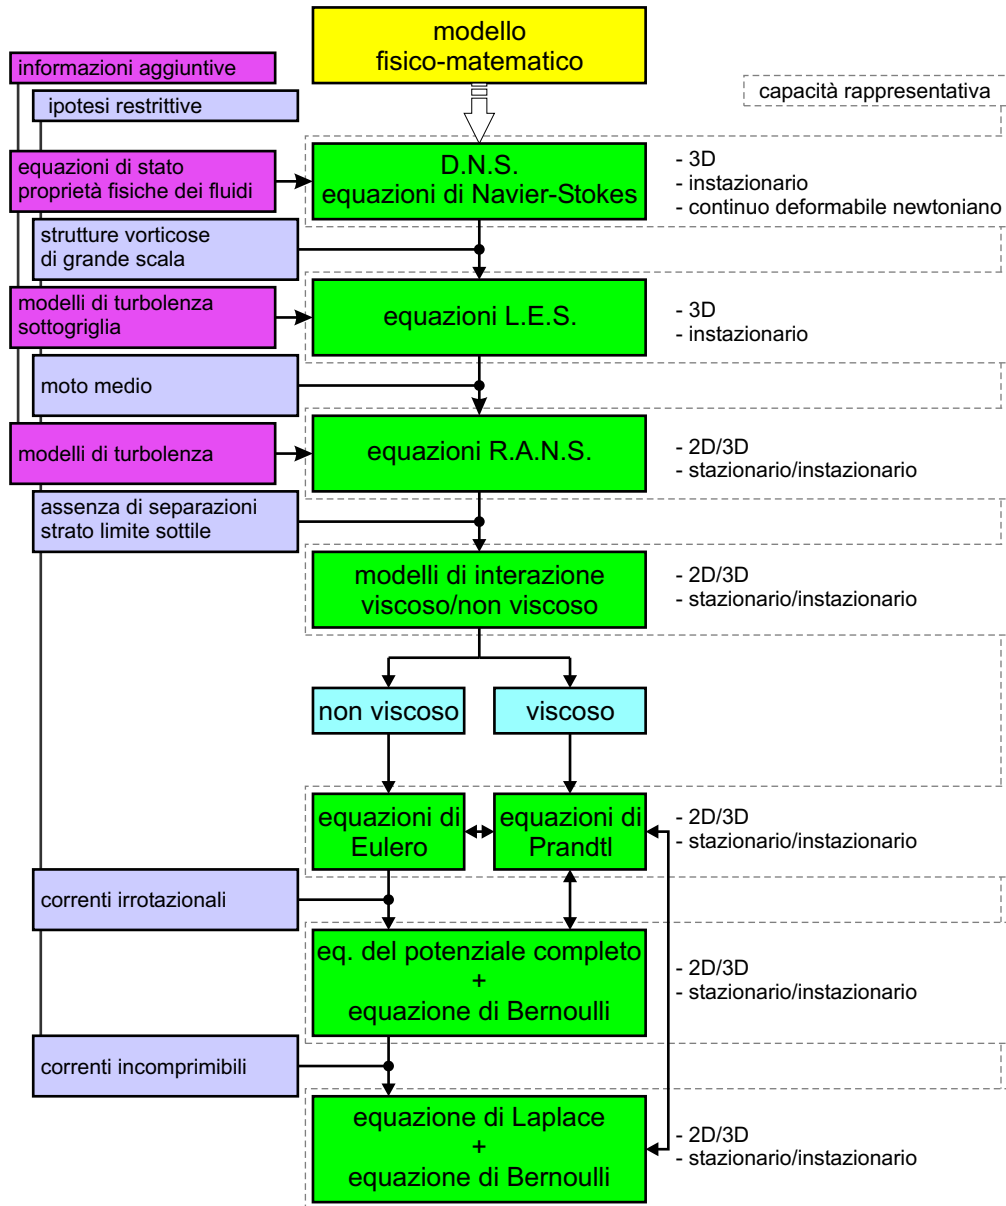 modello
fisico-matematico
informazioni aggiuntive
ipotesi restrittive
capacità rappresentativa
equazioni di stato
proprietà fisiche dei fluidi
D.N.S.
equazioni di Navier-Stokes
- 3D
- instazionario
- continuo deformabile newtoniano
strutture vorticose
di grande scala
modelli di turbolenza
sottogriglia
equazioni L.E.S.
- 3D
- instazionario
moto medio
modelli di turbolenza
equazioni R.A.N.S.
- 2D/3D
- stazionario/instazionario
assenza di separazioni
strato limite sottile
modelli di interazione
viscoso/non viscoso
- 2D/3D
- stazionario/instazionario
non viscoso
viscoso
equazioni di
Eulero
equazioni di
Prandtl
- 2D/3D
- stazionario/instazionario
correnti irrotazionali
eq. del potenziale completo
+
equazione di Bernoulli
- 2D/3D
- stazionario/instazionario
correnti incomprimibili
equazione di Laplace
+
equazione di Bernoulli
- 2D/3D
- stazionario/instazionario